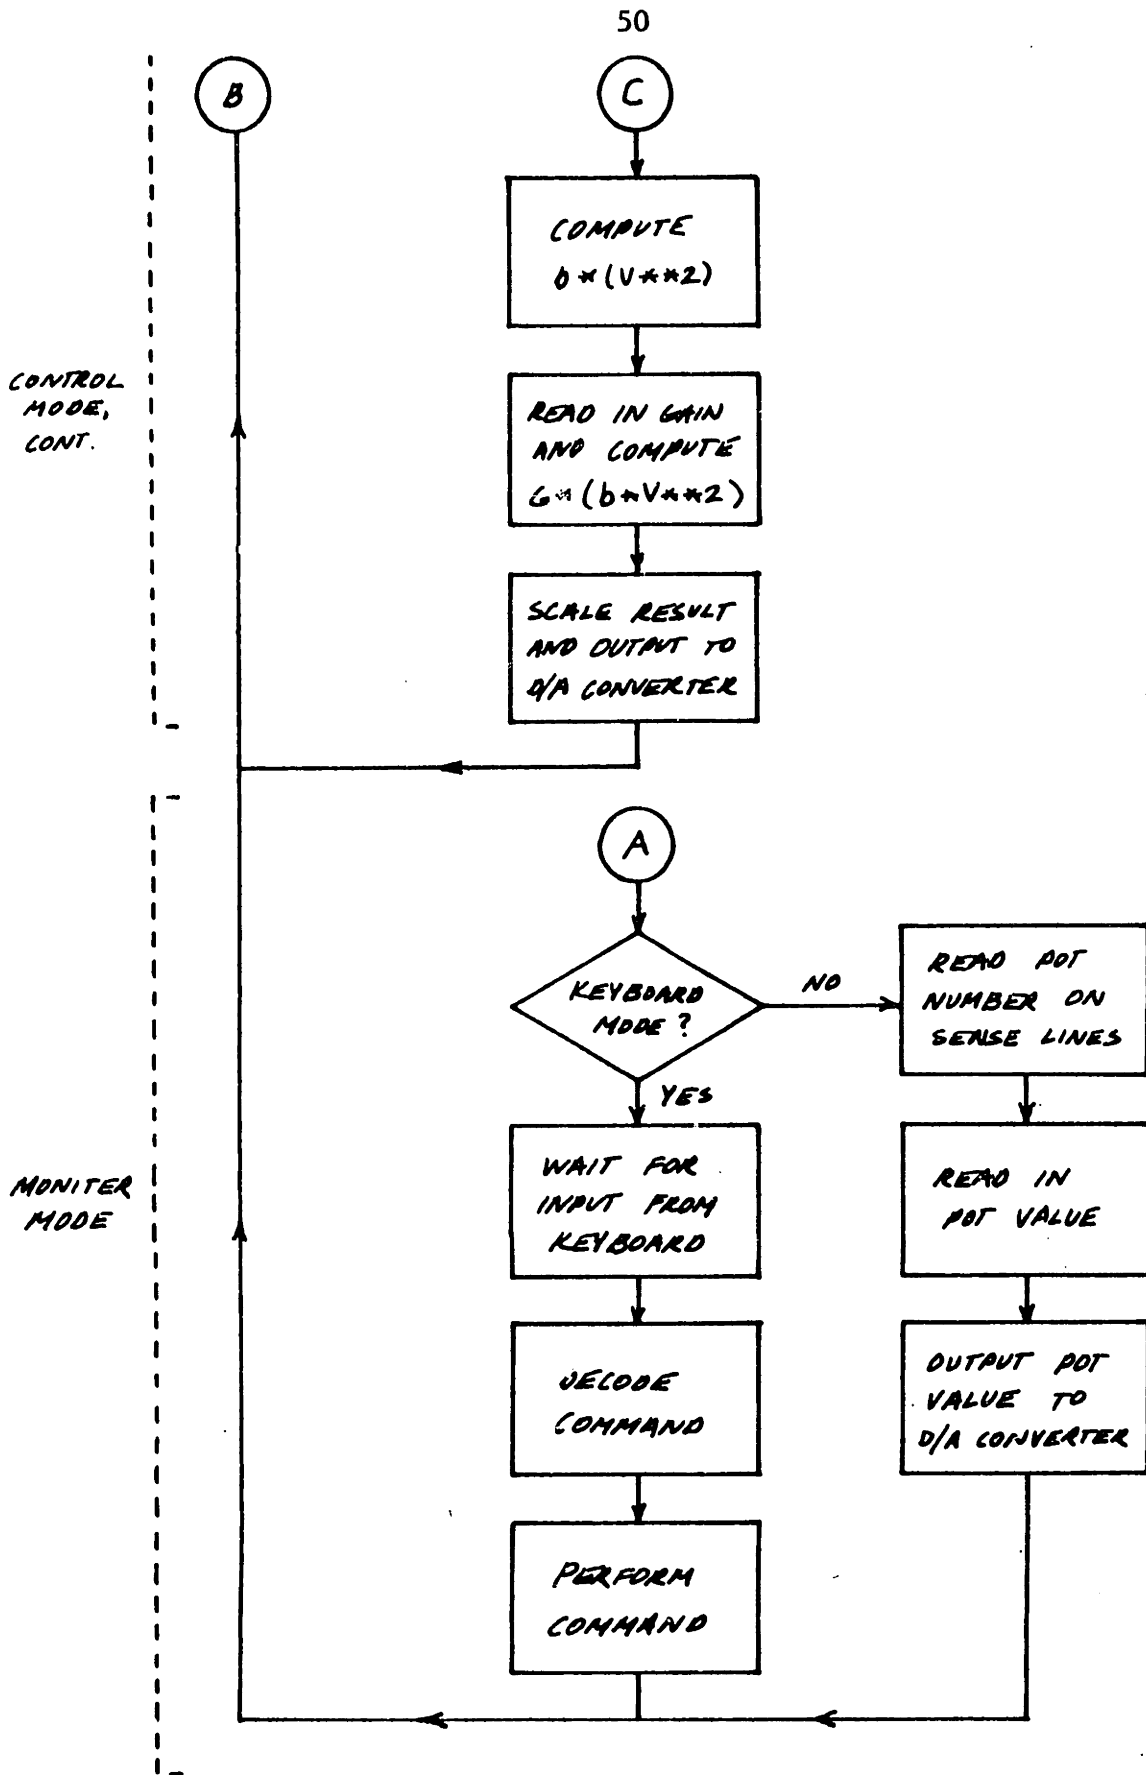 50
B
C
COMPUTE
b*(V**2)
CONTROL
MODE,
CONT.
READ IN GAIN
AND COMPUTE
G*(b*V**2)
SCALE RESULT
AND OUTPUT TO
D/A CONVERTER
A
KEYBOARD
MODE?
NO
YES
READ POT
NUMBER ON
SENSE LINES
MONITER
MODE
WAIT FOR
INPUT FROM
KEYBOARD
READ IN
POT VALUE
DECODE
COMMAND
OUTPUT POT
VALUE TO
D/A CONVERTER
PERFORM
COMMAND